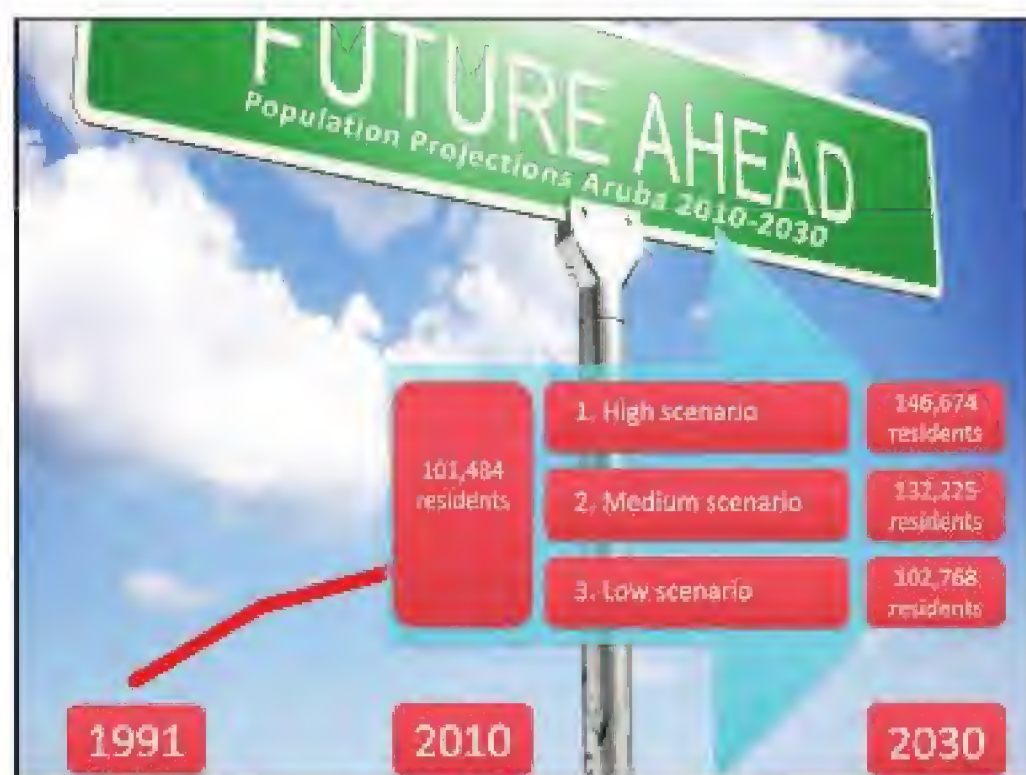 FUTURE AHEAD
Population Projections Aruba 2010-2030
101,484
residents
1. High scenario
146,674
residents
2. Medium scenario
132,225
residents
3. Low scenario
102,768
residents
1991
2010
2030